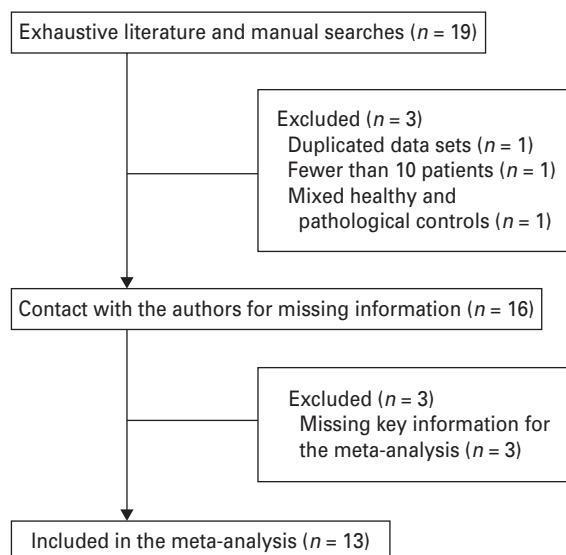 Exhaustive literature and manual searches (n = 19)
Excluded (n = 3)
Duplicated data sets (n = 1)
Fewer than 10 patients (n = 1)
Mixed healthy and
pathological controls (n = 1)
Contact with the authors for missing information (n = 16)
Excluded (n = 3)
Missing key information for
the meta-analysis (n = 3)
Included in the meta-analysis (n = 13)